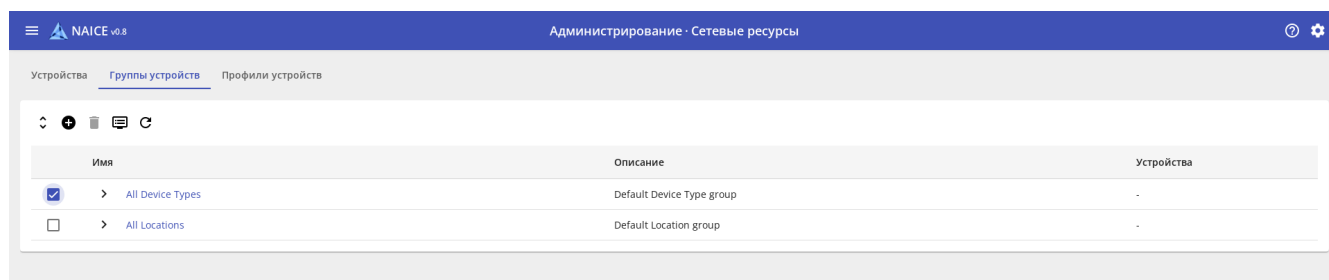 NAICE v0.8
Администрирование · Сетевые ресурсы
Устройства Группы устройств Профили устройств
Имя Описание Устройства
All Device Types Default Device Type group -
All Locations Default Location group -